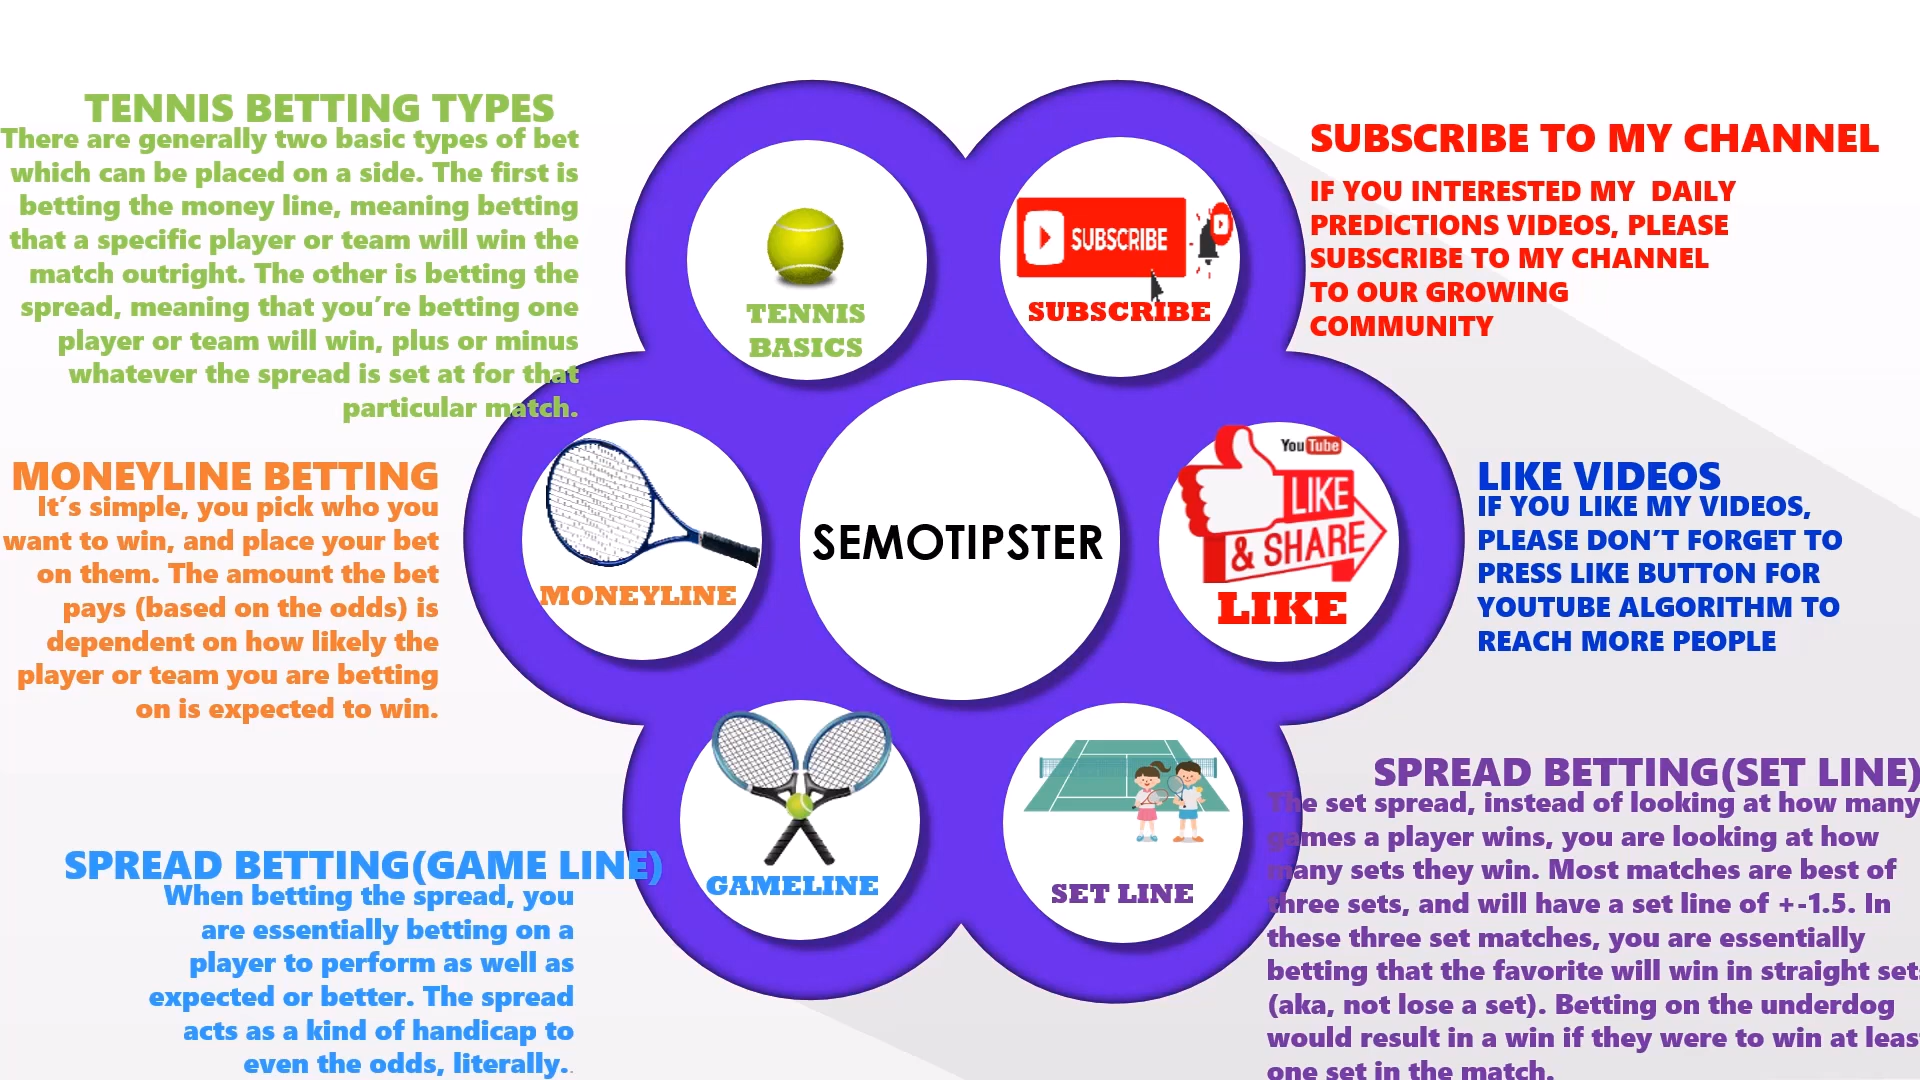 TENNIS BETTING TYPES
There are generally two basic types of bet
which can be placed on a side. The first is
betting the money line, meaning betting
that a specific player or team will win the
match outright. The other is betting the
spread, meaning that you’re betting one
player or team will win, plus or minus
whatever the spread is set at for that
particular match.
MONEYLINE BETTING
It’s simple, you pick who you
want to win, and place your bet
on them. The amount the bet
pays (based on the odds) is
dependent on how likely the
player or team you are betting
on is expected to win.
SPREAD BETTING(GAME LINE)
When betting the spread, you
are essentially betting on a
player to perform as well as
expected or better. The spread
acts as a kind of handicap to
even the odds, literally..
TENNIS
BASICS
SUBSCRIBE
SUBSCRIBE
MONEYLINE
SEMOTIPSTER
YouTube
LIKE
& SHARE
LIKE
GAMELINE
SET LINE
SUBSCRIBE TO MY CHANNEL
IF YOU INTERESTED MY DAILY
PREDICTIONS VIDEOS, PLEASE
SUBSCRIBE TO MY CHANNEL
TO OUR GROWING
COMMUNITY
LIKE VIDEOS
IF YOU LIKE MY VIDEOS,
PLEASE DON’T FORGET TO
PRESS LIKE BUTTON FOR
YOUTUBE ALGORITHM TO
REACH MORE PEOPLE
SPREAD BETTING(SET LINE)
The set spread, instead of looking at how many
games a player wins, you are looking at how
many sets they win. Most matches are best of
three sets, and will have a set line of +-1.5. In
these three set matches, you are essentially
betting that the favorite will win in straight sets
(aka, not lose a set). Betting on the underdog
would result in a win if they were to win at least
one set in the match.